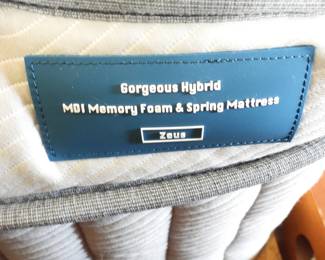 Gorgeous Hybrid
MDI Memory Foam & Spring Mattress
Zeus